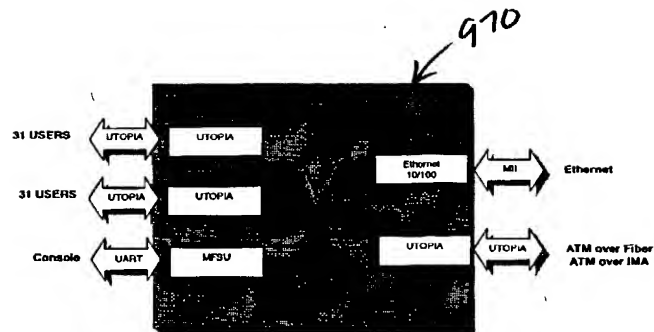 970
31 USERS UTOPIA UTOPIA
Ethernet 10/100 MII Ethernet
31 USERS UTOPIA UTOPIA
Console UART MFSU
UTOPIA UTOPIA ATM over Fiber
ATM over IMA